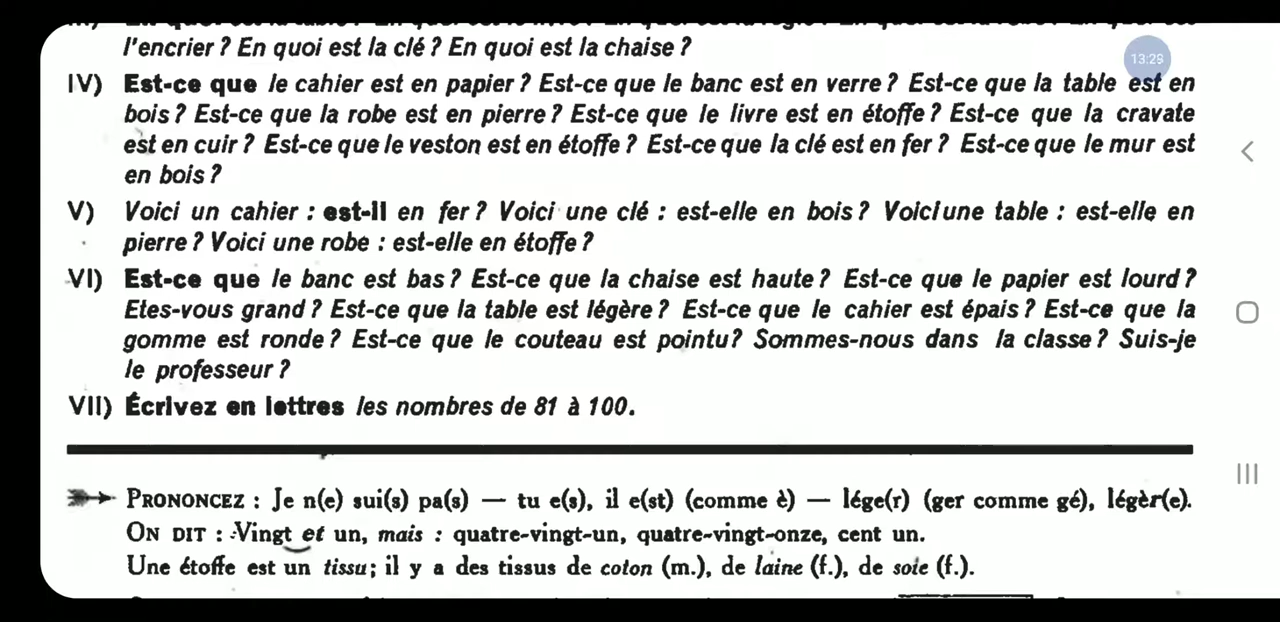 l'encrier ? En quoi est la clé ? En quoi est la chaise ?
13:29
IV) Est-ce que le cahier est en papier ? Est-ce que le banc est en verre ? Est-ce que la table est en
bois ? Est-ce que la robe est en pierre ? Est-ce que le livre est en étoffe ? Est-ce que la cravate
est en cuir ? Est-ce que le veston est en étoffe ? Est-ce que la clé est en fer ? Est-ce que le mur est
en bois ?
V) Voici un cahier : est-il en fer ? Voici une clé : est-elle en bois ? Voici une table : est-elle en
pierre ? Voici une robe : est-elle en étoffe ?
VI) Est-ce que le banc est bas ? Est-ce que la chaise est haute ? Est-ce que le papier est lourd ?
Etes-vous grand ? Est-ce que la table est légère ? Est-ce que le cahier est épais ? Est-ce que la
gomme est ronde ? Est-ce que le couteau est pointu ? Sommes-nous dans la classe ? Suis-je
le professeur ?
VII) Écrivez en lettres les nombres de 81 à 100.
PRONONCEZ : Je n(e) sui(s) pa(s) — tu e(s), il e(st) (comme è) — lége(r) (ger comme gé), légèr(e).
ON DIT : Vingt et un, mais : quatre-vingt-un, quatre-vingt-onze, cent un.
Une étoffe est un tissu ; il y a des tissus de coton (m.), de laine (f.), de soie (f.).